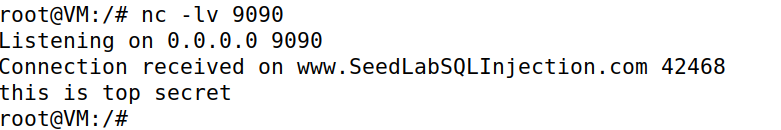 root@VM:/# nc -lv 9090
Listening on 0.0.0.0 9090
Connection received on www.SeedLabSQLInjection.com 42468
this is top secret
root@VM:/#